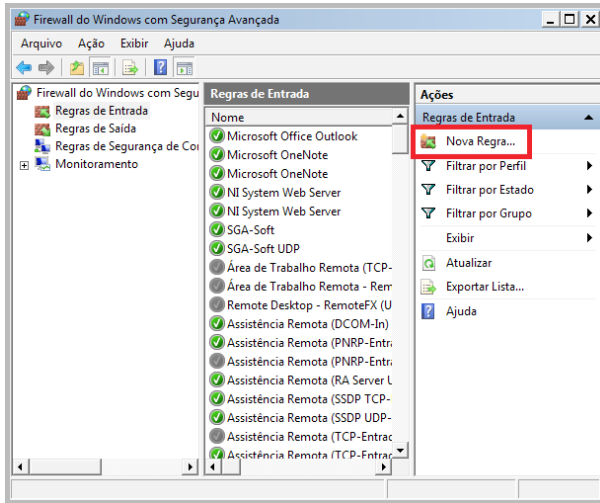 Firewall do Windows com Segurança Avançada
Arquivo Ação Exibir Ajuda
Firewall do Windows com Segu
Regras de Entrada
Regras de Saída
Regras de Segurança de Co
Monitoramento
Regras de Entrada
Nome
Microsoft Office Outlook
Microsoft OneNote
Microsoft OneNote
NI System Web Server
NI System Web Server
SGA-Soft
SGA-Soft UDP
Área de Trabalho Remota (TCP-
Área de Trabalho Remota - Rem
Remote Desktop - RemoteFX (U
Assistência Remota (DCOM-In)
Assistência Remota (PNRP-Entra
Assistência Remota (PNRP-Entra
Assistência Remota (RA Server U
Assistência Remota (SSDP TCP-
Assistência Remota (SSDP UDP-
Assistência Remota (TCP-Entrad
Assistência Remota (TCP-Entrad
Ações
Regras de Entrada
Nova Regra...
Filtrar por Perfil
Filtrar por Estado
Filtrar por Grupo
Exibir
Atualizar
Exportar Lista...
Ajuda